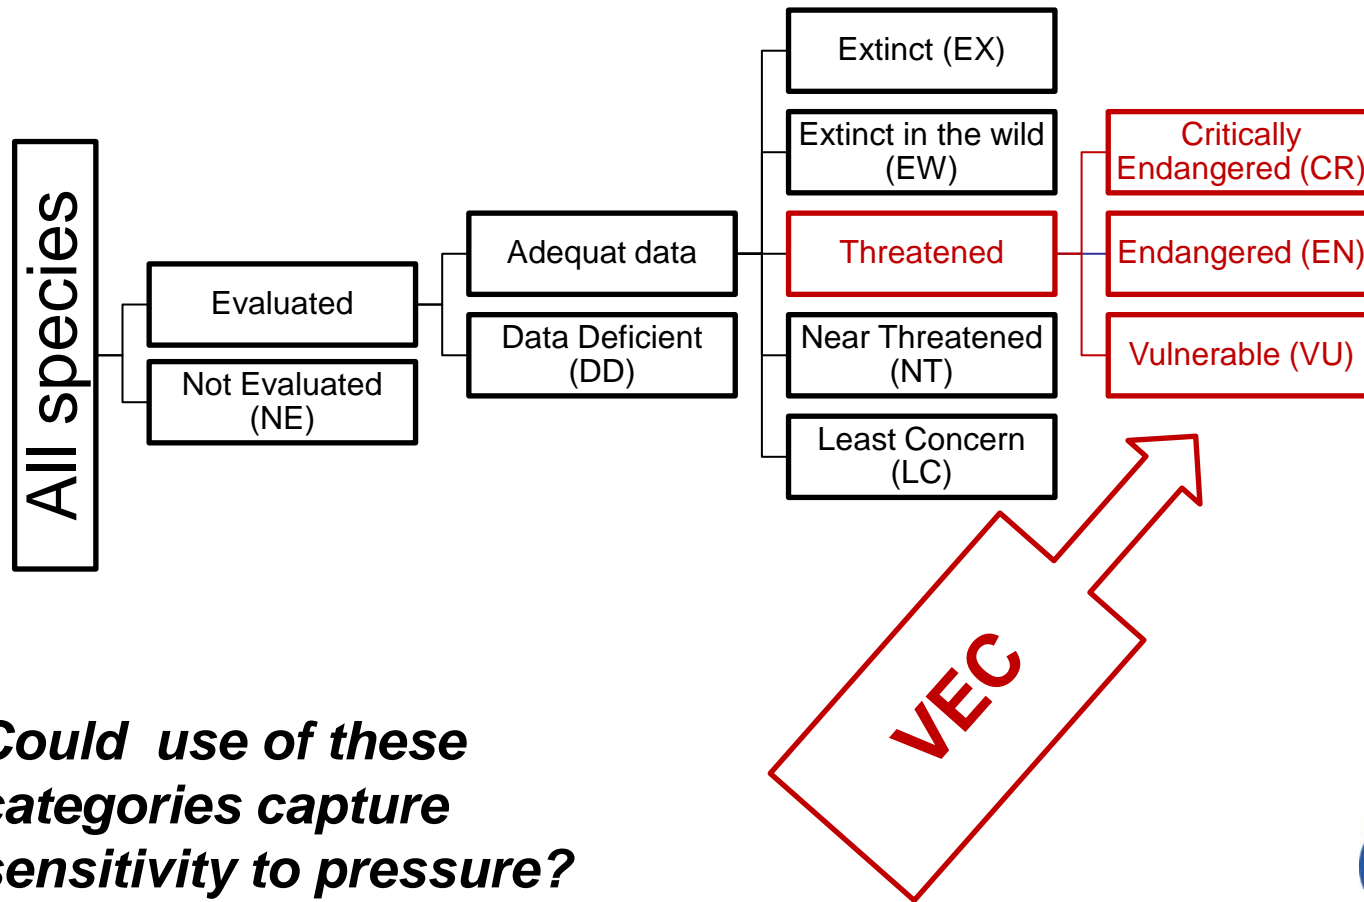 All species
Evaluated
Not Evaluated
(NE)
Adequat data
Data Deficient
(DD)
Extinct (EX)
Extinct in the wild
(EW)
Threatened
Near Threatened
(NT)
Least Concern
(LC)
Critically
Endangered (CR)
Endangered (EN)
Vulnerable (VU)
VEC
Could use of these
categories capture
sensitivity to pressure?